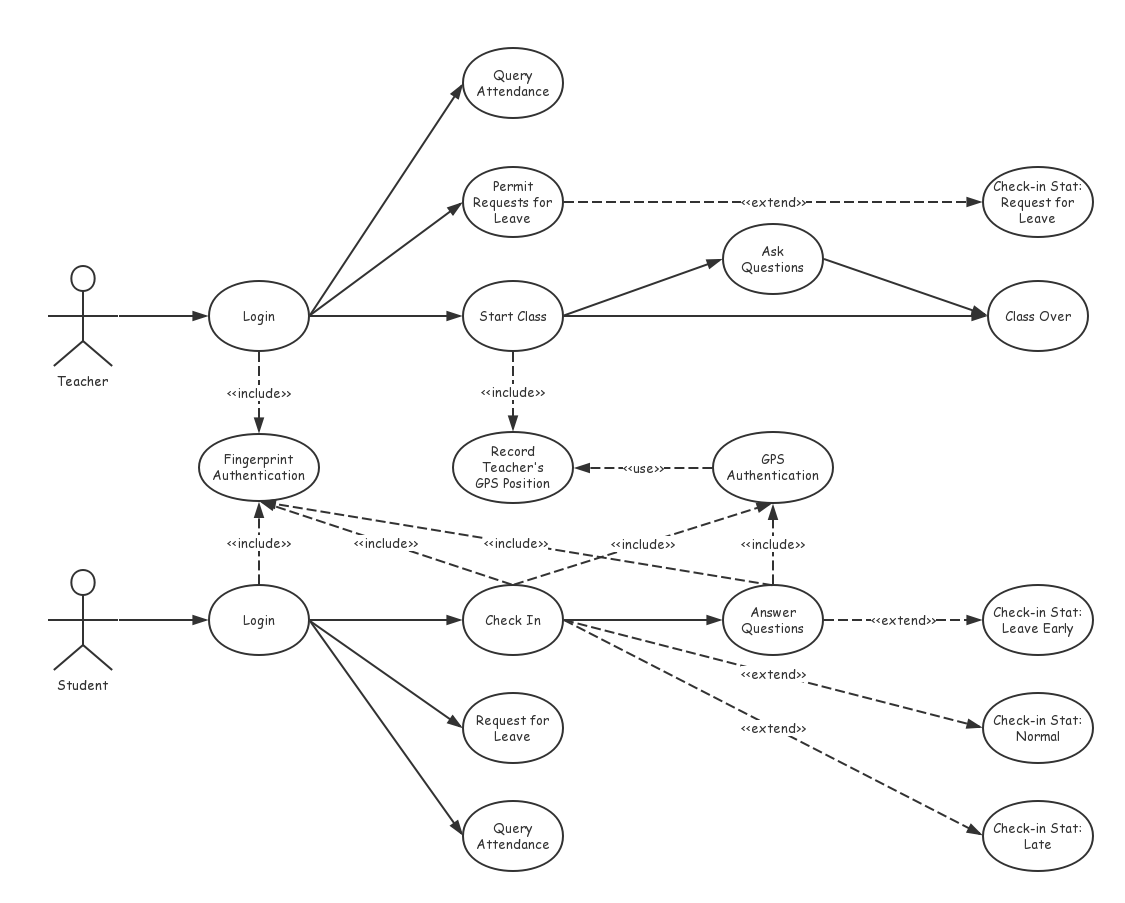 Query
Attendance
Permit
Requests for
Leave
<<extend>>
Check-in Stat:
Request for
Leave
Ask
Questions
Login
Start Class
Class Over
Teacher
<<include>>
<<include>>
Fingerprint
Authentication
Record
Teacher's
GPS Position
<<use>>
GPS
Authentication
<<include>>
<<include>>
<<include>>
<<include>>
<<include>>
Login
Check In
Answer
Questions
<<extend>>
Check-in Stat:
Leave Early
Student
<<extend>>
Request for
Leave
<<extend>>
Check-in Stat:
Normal
Query
Attendance
Check-in Stat:
Late